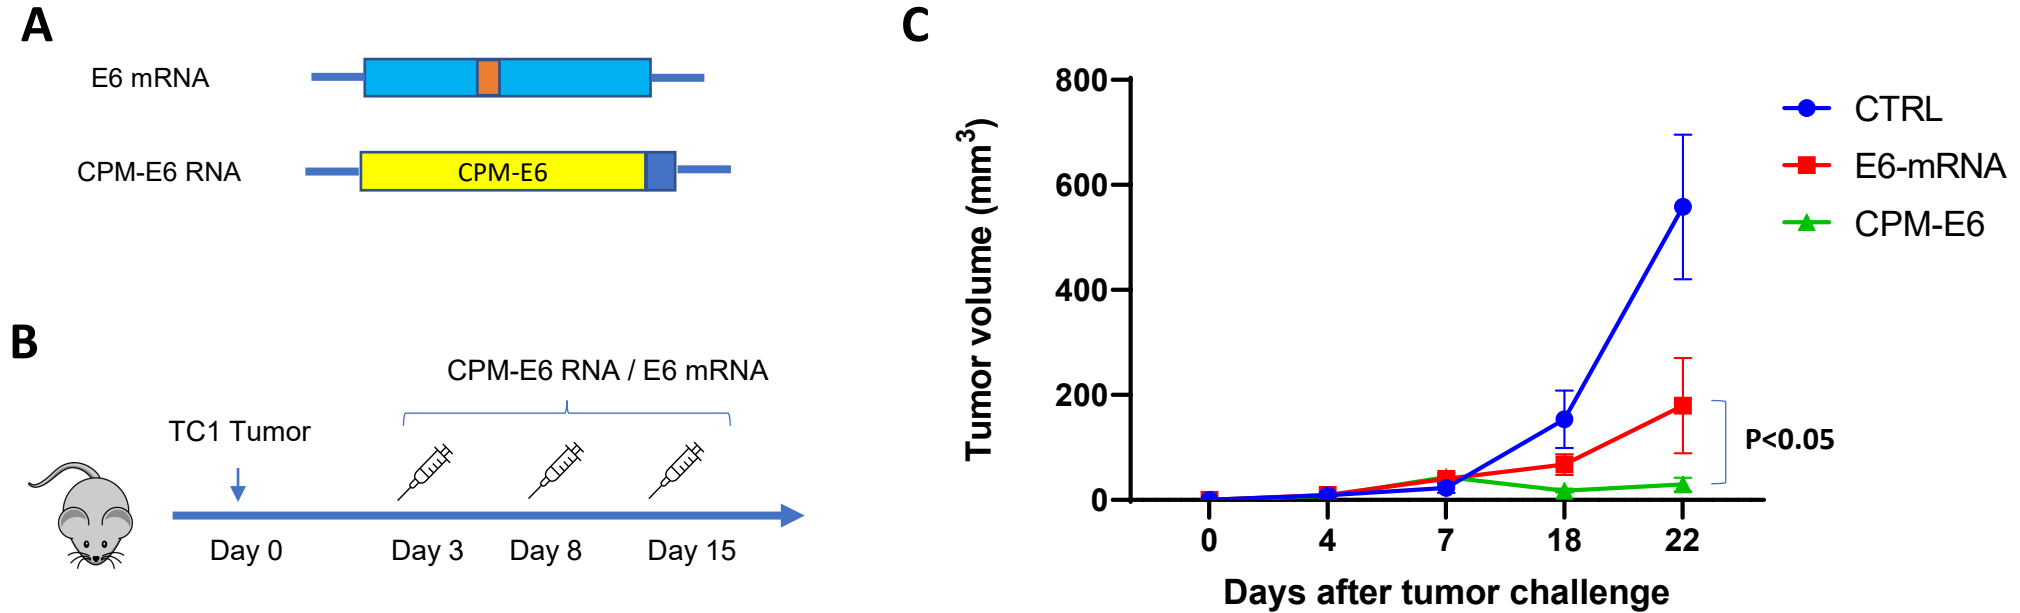 A
E6 mRNA
CPM-E6 RNA
CPM-E6
B
CPM-E6 RNA / E6 mRNA
TC1 Tumor
Day 0
Day 3
Day 8
Day 15
C
Tumor volume (mm³)
800
600
400
200
0
0 4 7 18 22
Days after tumor challenge
CTRL
E6-mRNA
CPM-E6
P<0.05